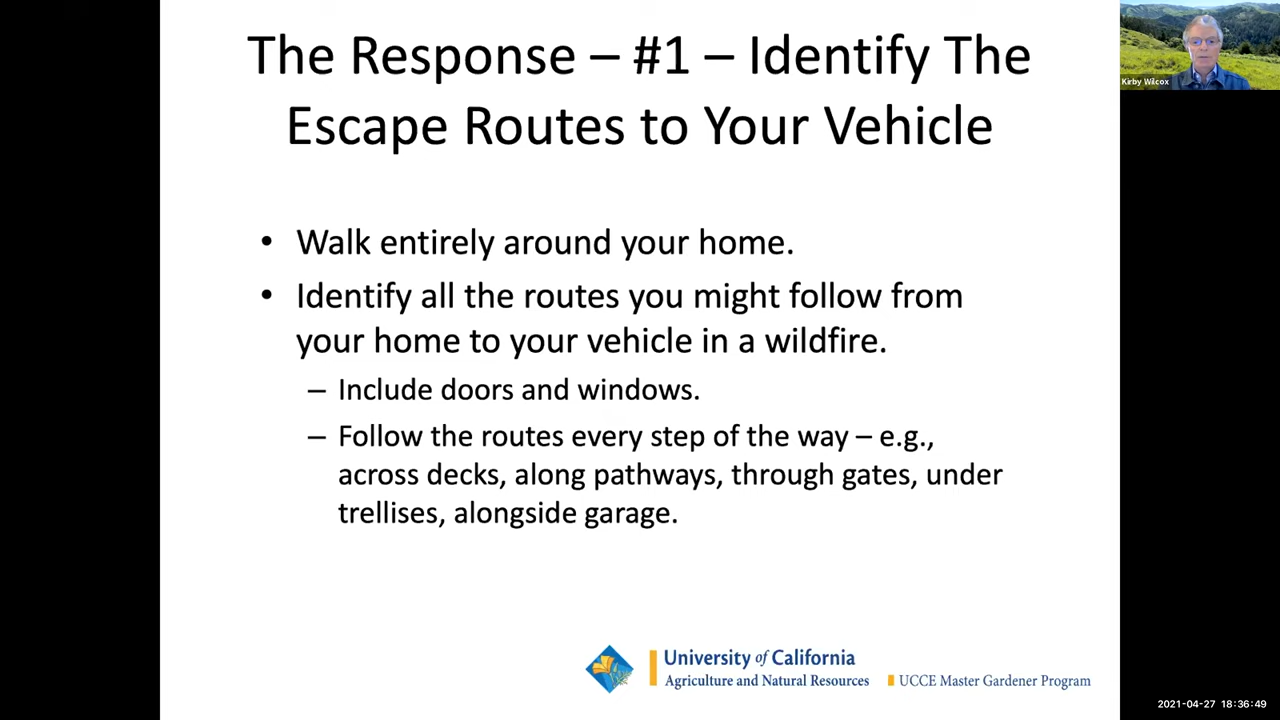 The Response – #1 – Identify The
Escape Routes to Your Vehicle
Kirby Wilcox
• Walk entirely around your home.
• Identify all the routes you might follow from
your home to your vehicle in a wildfire.
– Include doors and windows.
– Follow the routes every step of the way – e.g.,
across decks, along pathways, through gates, under
trellises, alongside garage.
University of California
Agriculture and Natural Resources
UCCE Master Gardener Program
2021-04-27 18:36:49